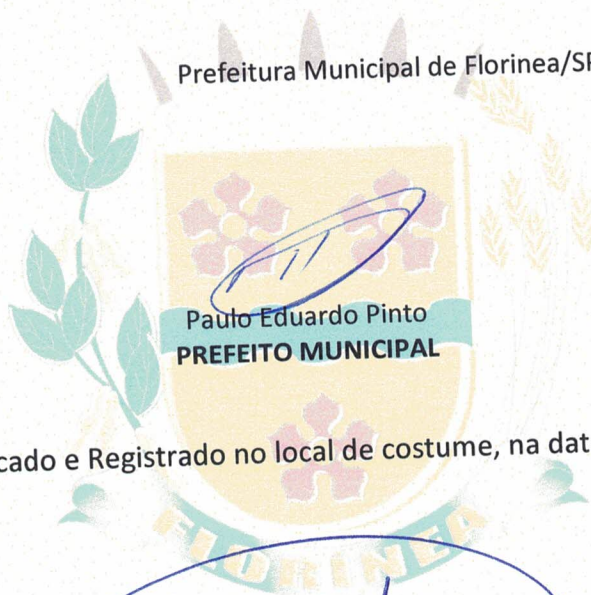 Prefeitura Municipal de Florinea/SP
Paulo Eduardo Pinto
PREFEITO MUNICIPAL
cado e Registrado no local de costume, na dat
FLORINEA